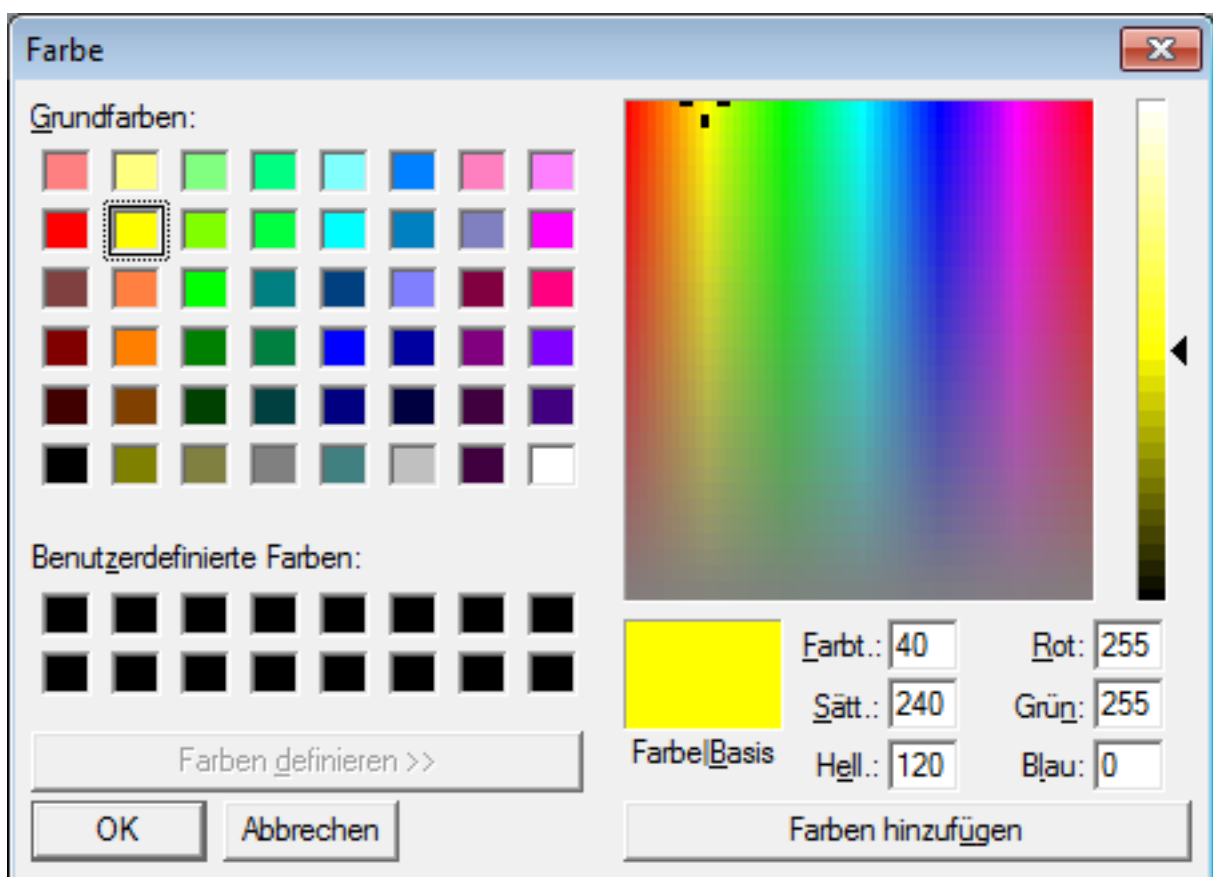 Farbe
Grundfarben:
Benutzerdefinierte Farben:
Farben definieren >>
OK
Abbrechen
Farbe|Basis
Farbt.: 40
Sätt.: 240
Hell.: 120
Rot: 255
Grün: 255
Blau: 0
Farben hinzufügen